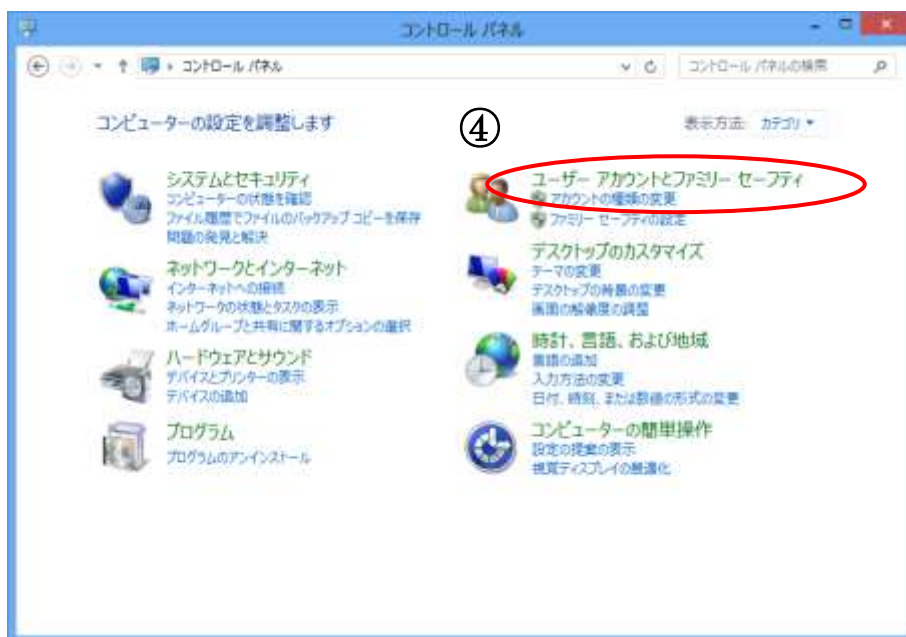 コントロール パネル
コントロール パネル
コントロール パネルの検索
コンピューターの設定を調整します
④
表示方法: カテゴリ
システムとセキュリティ
コンピューターの状態を確認
ファイル履歴でファイルのバックアップ コピーを保存
問題の発見と解決
ネットワークとインターネット
インターネットへの接続
ネットワークの状態とタスクの表示
ホームグループと共有に関するオプションの選択
ハードウェアとサウンド
デバイスとプリンターの表示
デバイスの追加
プログラム
プログラムのアンインストール
ユーザー アカウントとファミリー セーフティ
アカウントの種類の変更
ファミリー セーフティの設定
デスクトップのカスタマイズ
テーマの変更
デスクトップの背景の変更
画面の解像度の調整
時計、言語、および地域
言語の追加
入力方法の変更
日付、時刻、または数値の形式の変更
コンピューターの簡単操作
設定の提案の表示
視覚ディスプレイの最適化